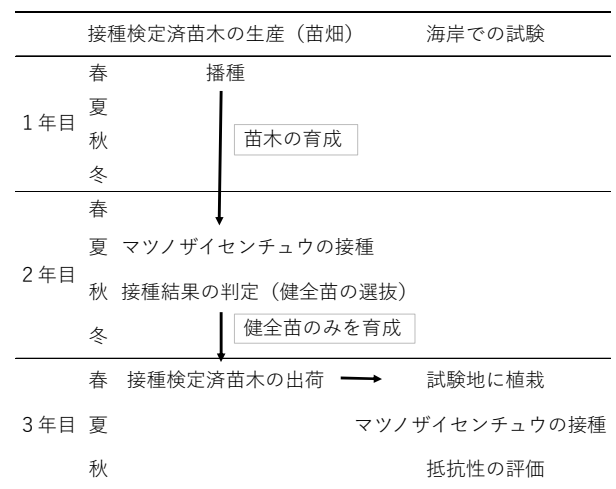 接種検定済苗木の生産（苗畑） 海岸での試験
春 播種
夏
1年目
秋 苗木の育成
冬
春
夏 マツノザイセンチュウの接種
2年目
秋 接種結果の判定（健全苗の選抜）
冬 健全苗のみを育成
春 接種検定済苗木の出荷 試験地に植栽
3年目 夏 マツノザイセンチュウの接種
秋 抵抗性の評価